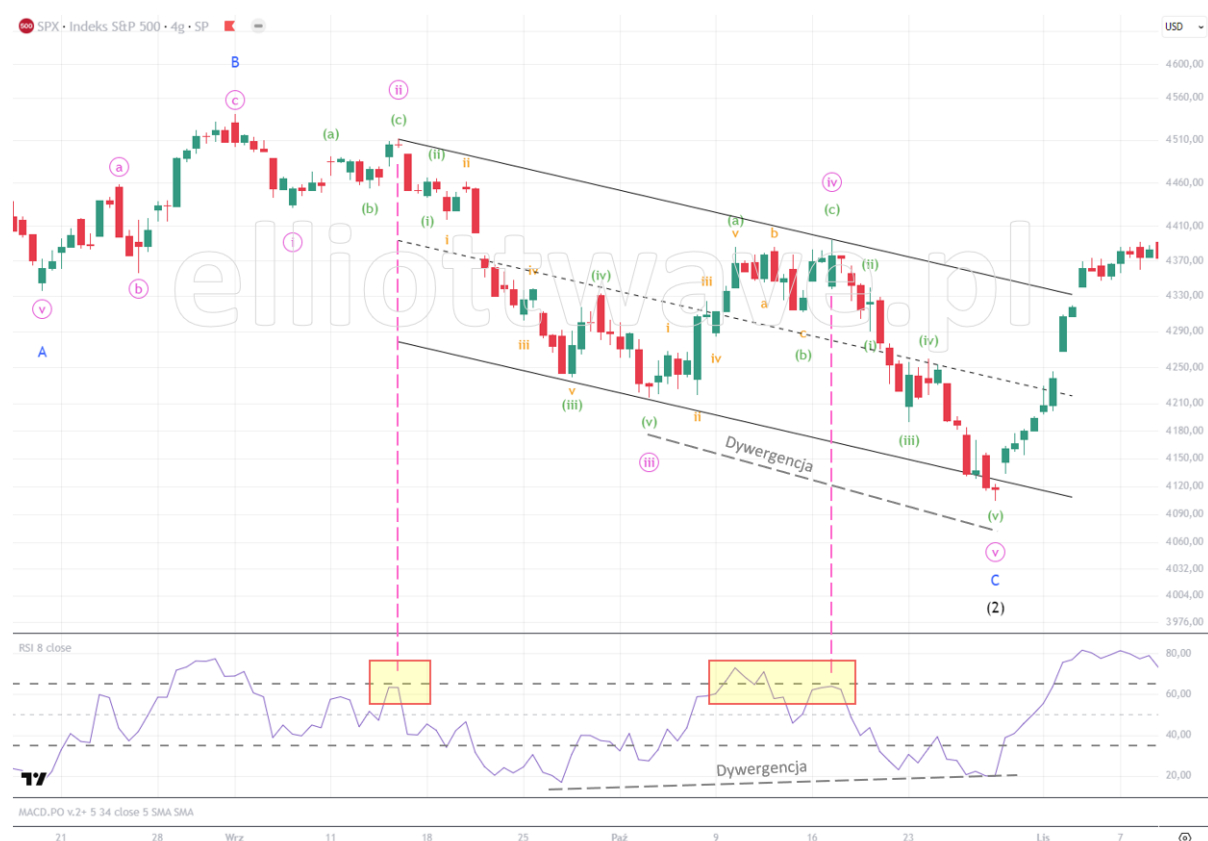 500 SPX · Indeks S&P 500 · 4g · SP
USD
4600,00
4560,00
4510,00
4460,00
4410,00
4370,00
4330,00
4290,00
4250,00
4210,00
4180,00
4150,00
4120,00
4090,00
4060,00
4032,00
4004,00
3976,00
B
c
ii
(a)
(c)
(ii)
ii
a
iv
(c)
(b)
(i)
i
i
b
v
A
iv
(iv)
iii
v
(iii)
(v)
iii
i
ii
iii
iv
(a)
v
b
a
c
(b)
(ii)
(i)
(iv)
(iii)
elliottwave.pl
Dywergencja
(v)
v
C
(2)
RSI 8 close
80,00
60,00
40,00
20,00
Dywergencja
MACD.PO v.2+ 5 34 close 5 SMA SMA
21 28 Wrz 11 18 25 Paź 9 16 23 Lis 7